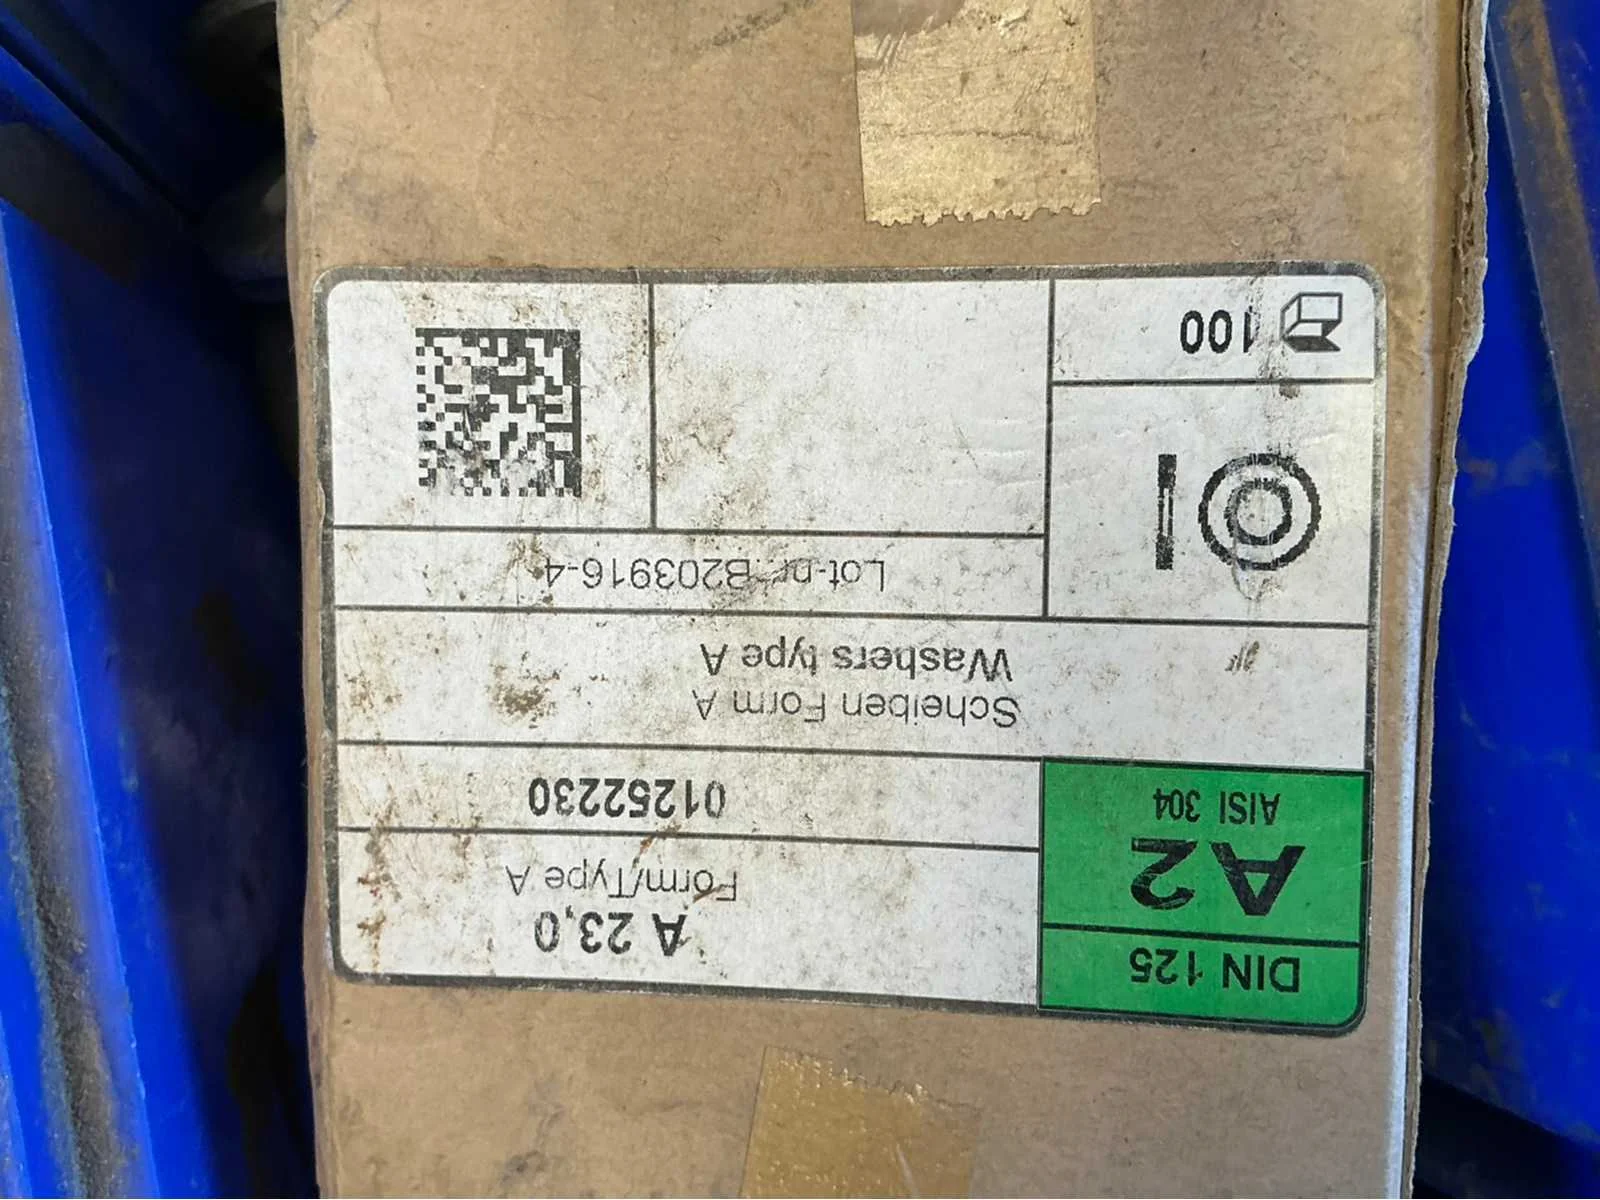 DIN 125
A2
AISI 304
A 23,0
Form/Type A
01252230
Scheiben Form A
Washers type A
Lot-nr.:B203916-4
100